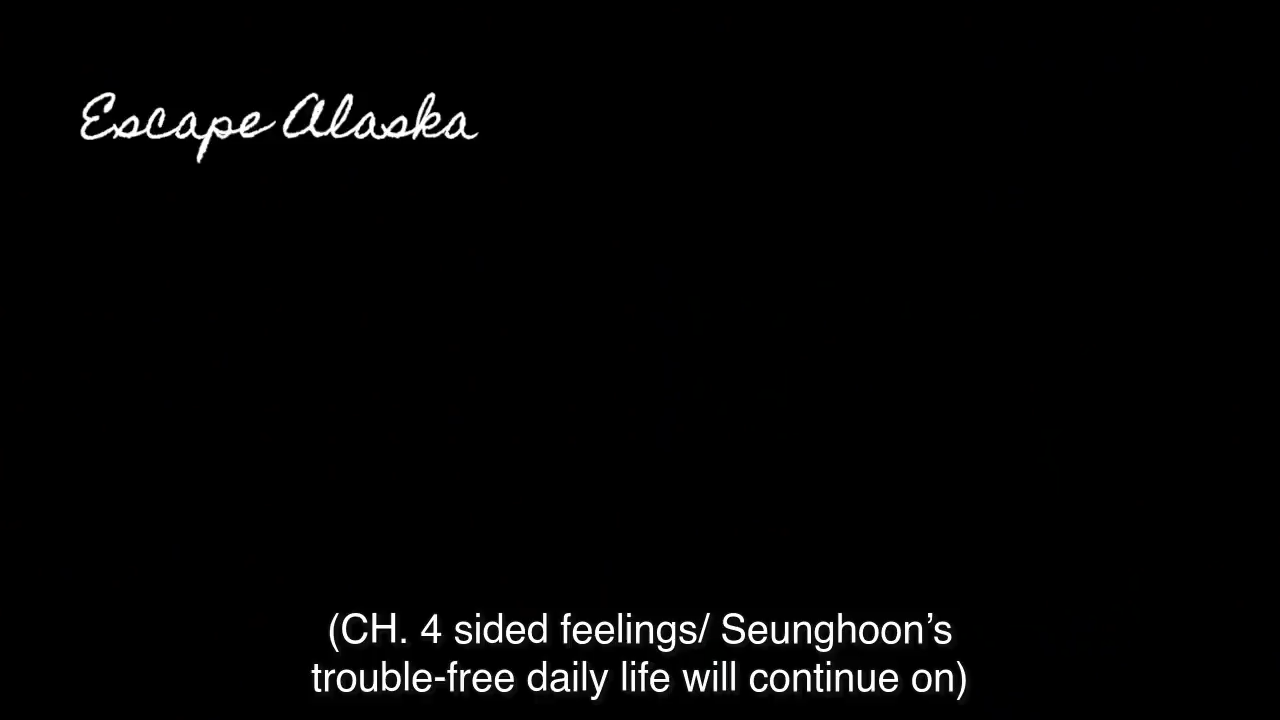 Escape Alaska
(CH. 4 sided feelings/ Seunghoon’s
trouble-free daily life will continue on)